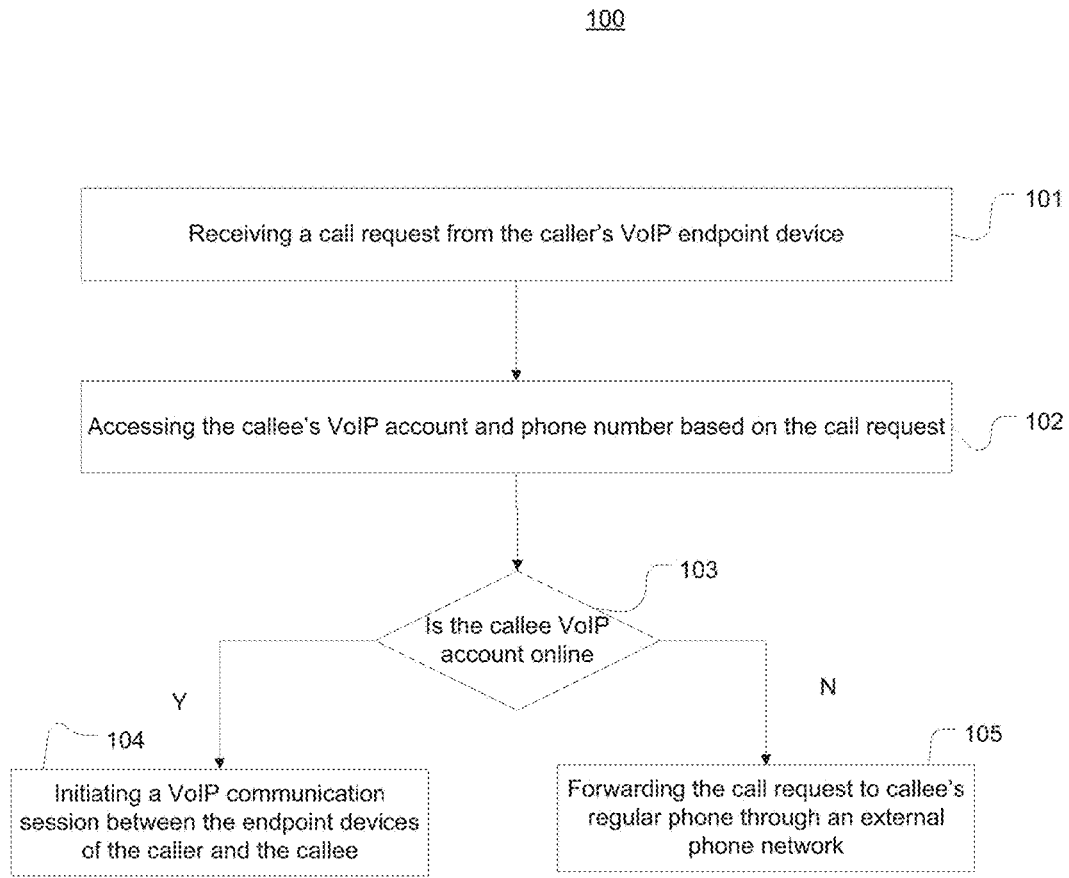 100
Receiving a call request from the caller's VoIP endpoint device
101
Accessing the callee's VoIP account and phone number based on the call request
102
103
Is the callee VoIP
account online
Y
N
104
105
Initiating a VoIP communication
session between the endpoint devices
of the caller and the callee
Forwarding the call request to callee's
regular phone through an external
phone network